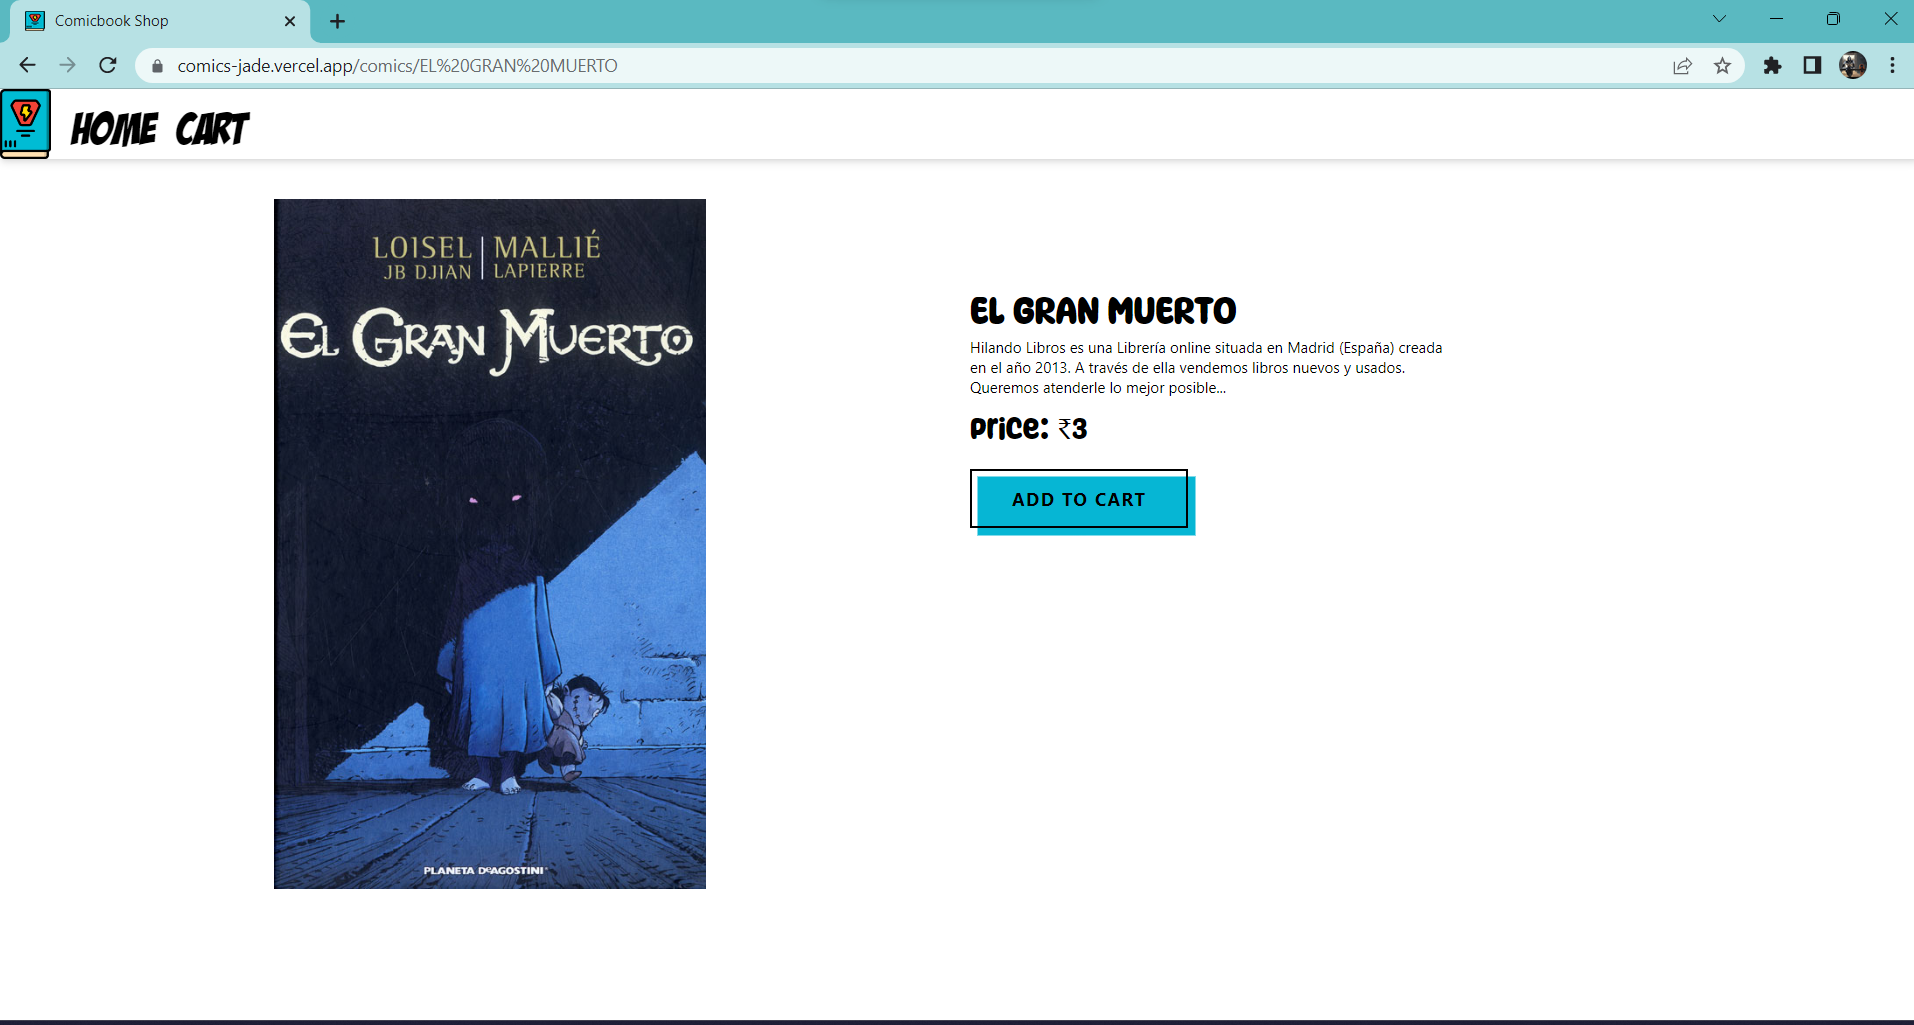 Comicbook Shop
comics-jade.vercel.app/comics/EL%20GRAN%20MUERTO
HOME CART
LOISEL MALLIÉ
JB DJIAN LAPIERRE
EL GRAN MUERTO
PLANETA DEAGOSTINI
EL GRAN MUERTO
Hilando Libros es una Librería online situada en Madrid (España) creada
en el año 2013. A través de ella vendemos libros nuevos y usados.
Queremos atenderle lo mejor posible...
Price: ₹3
ADD TO CART